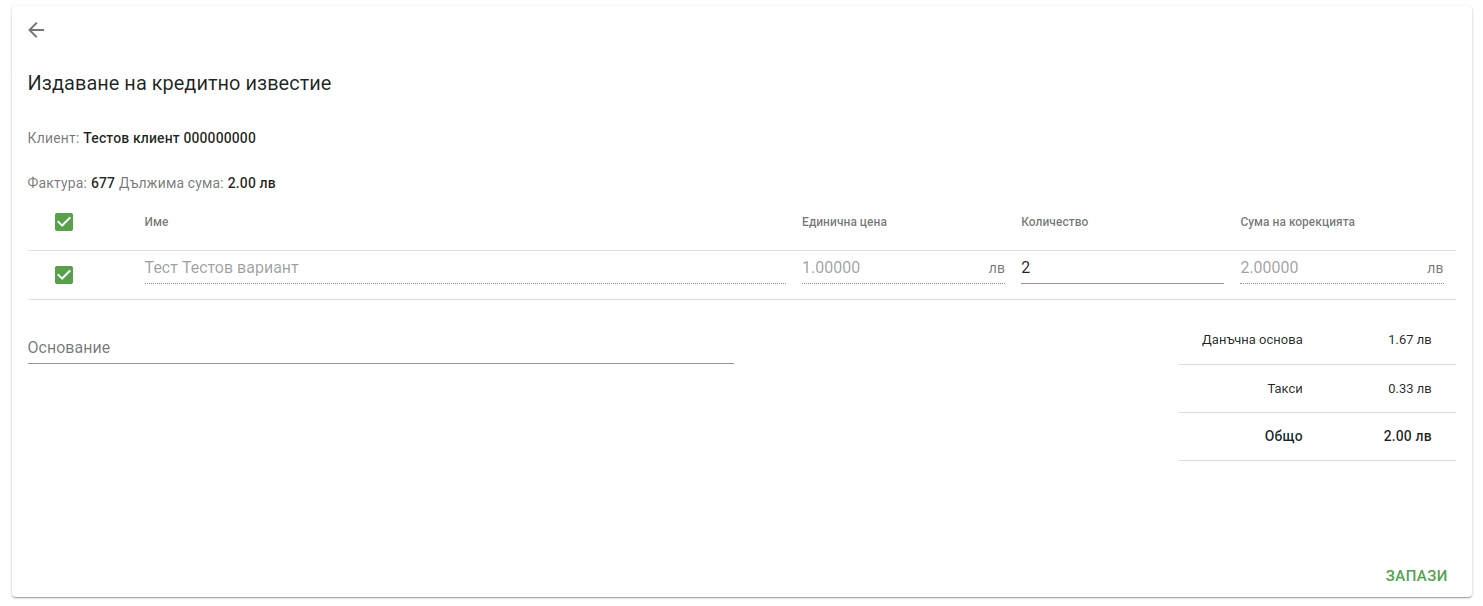 Издаване на кредитно известие
Клиент: Тестов клиент 000000000
Фактура: 677 Дължима сума: 2.00 лв
Име Единична цена Количество Сума на корекцията
Тест Тестов вариант 1.00000 лв 2 2.00000 лв
Основание
Данъчна основа 1.67 лв
Такси 0.33 лв
Общо 2.00 лв
ЗАПАЗИ